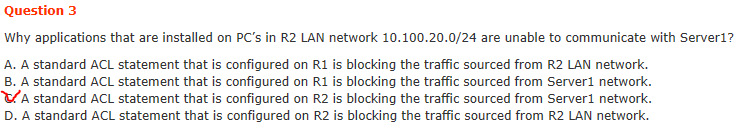 Question 3
Why applications that are installed on PC's in R2 LAN network 10.100.20.0/24 are unable to communicate with Server1?
A. A standard ACL statement that is configured on R1 is blocking the traffic sourced from R2 LAN network.
B. A standard ACL statement that is configured on R1 is blocking the traffic sourced from Server1 network.
C. A standard ACL statement that is configured on R2 is blocking the traffic sourced from Server1 network.
D. A standard ACL statement that is configured on R2 is blocking the traffic sourced from R2 LAN network.